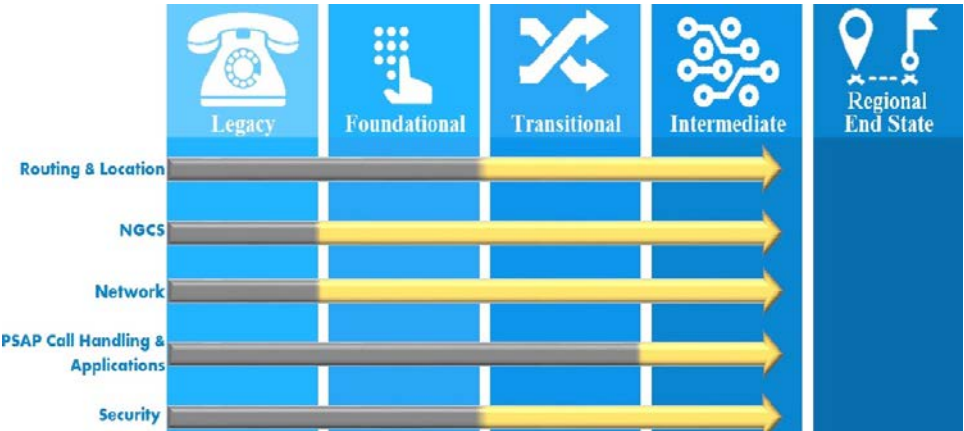 Legacy
Foundational
Transitional
Intermediate
Regional
End State
Routing & Location
NGCS
Network
PSAP Call Handling &
Applications
Security